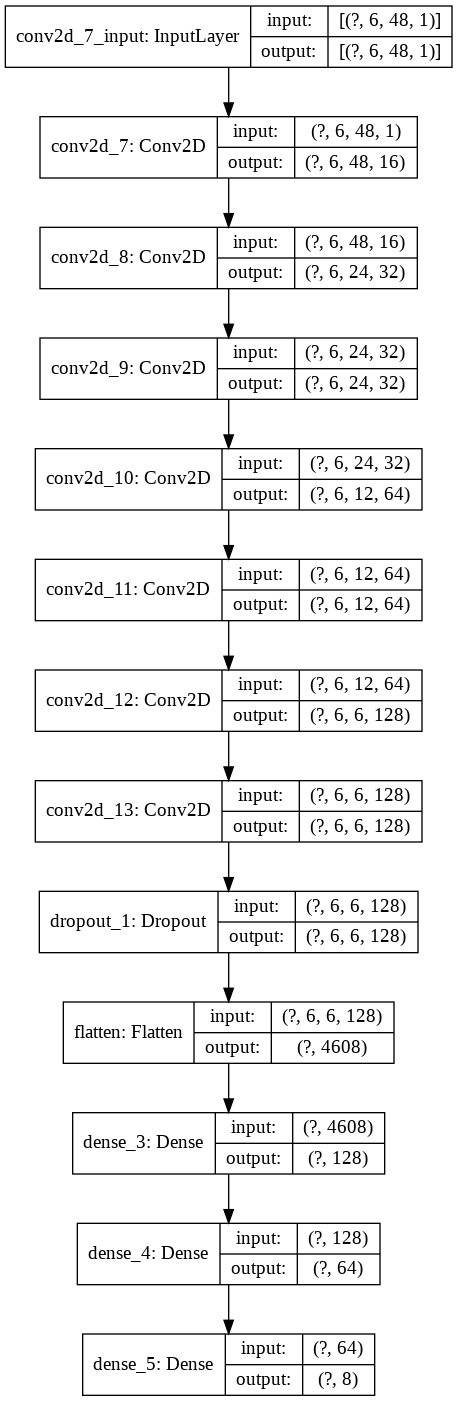 conv2d_7_input: InputLayer
input: [(?, 6, 48, 1)]
output: [(?, 6, 48, 1)]
conv2d_7: Conv2D
input: (?, 6, 48, 1)
output: (?, 6, 48, 16)
conv2d_8: Conv2D
input: (?, 6, 48, 16)
output: (?, 6, 24, 32)
conv2d_9: Conv2D
input: (?, 6, 24, 32)
output: (?, 6, 24, 32)
conv2d_10: Conv2D
input: (?, 6, 24, 32)
output: (?, 6, 12, 64)
conv2d_11: Conv2D
input: (?, 6, 12, 64)
output: (?, 6, 12, 64)
conv2d_12: Conv2D
input: (?, 6, 12, 64)
output: (?, 6, 6, 128)
conv2d_13: Conv2D
input: (?, 6, 6, 128)
output: (?, 6, 6, 128)
dropout_1: Dropout
input: (?, 6, 6, 128)
output: (?, 6, 6, 128)
flatten: Flatten
input: (?, 6, 6, 128)
output: (?, 4608)
dense_3: Dense
input: (?, 4608)
output: (?, 128)
dense_4: Dense
input: (?, 128)
output: (?, 64)
dense_5: Dense
input: (?, 64)
output: (?, 8)